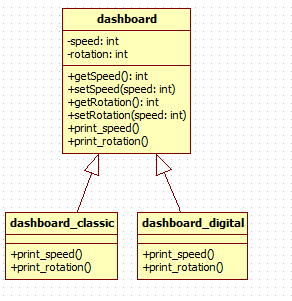 dashboard
-speed: int
-rotation: int
+getSpeed(): int
+setSpeed(speed: int)
+getRotation(): int
+setRotation(speed: int)
+print_speed()
+print_rotation()
dashboard_classic
+print_speed()
+print_rotation()
dashboard_digital
+print_speed()
+print_rotation()